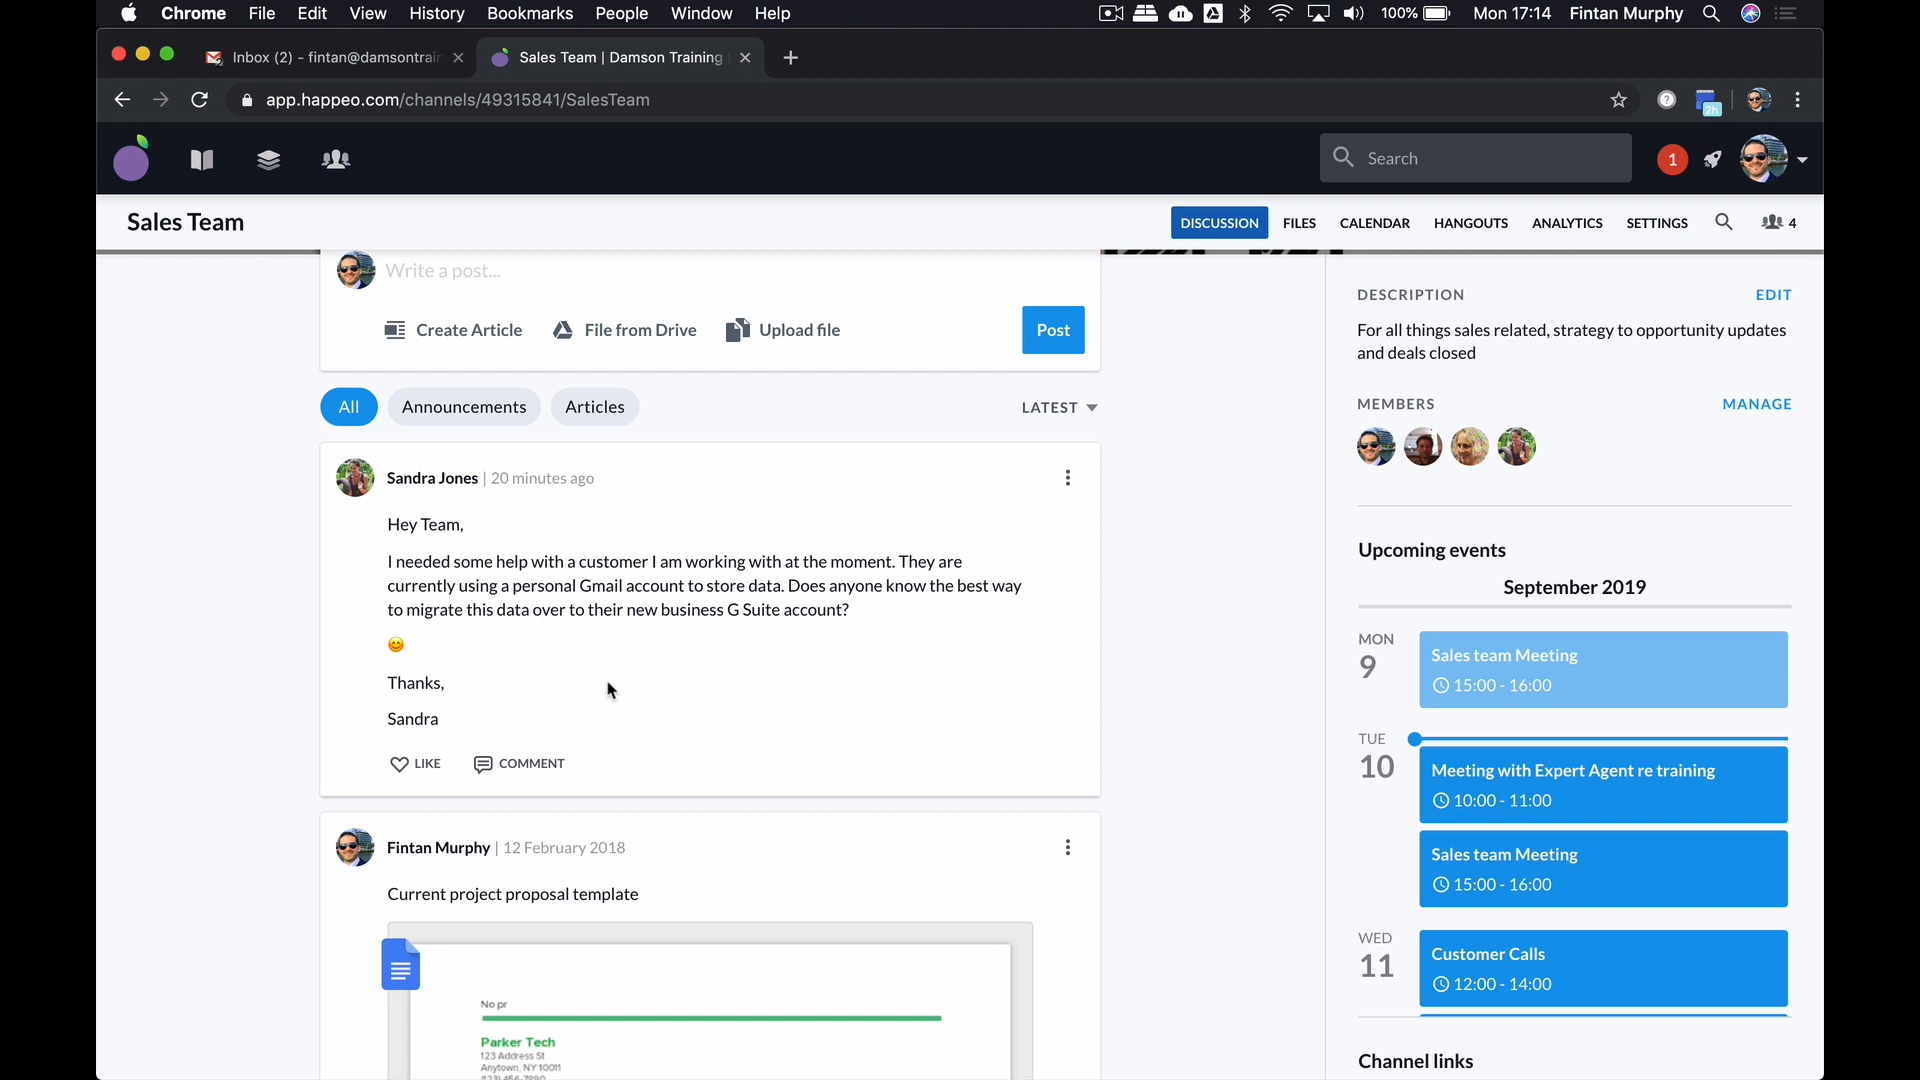 Chrome File Edit View History Bookmarks People Window Help 100% Mon 17:14 Fintan Murphy
Inbox (2) - fintan@damsontrain Sales Team | Damson Training
app.happeo.com/channels/49315841/SalesTeam 2h
Search 1
Sales Team DISCUSSION FILES CALENDAR HANGOUTS ANALYTICS SETTINGS 4
Write a post...
Create Article File from Drive Upload file Post
All Announcements Articles LATEST
Sandra Jones | 20 minutes ago
Hey Team,
I needed some help with a customer I am working with at the moment. They are
currently using a personal Gmail account to store data. Does anyone know the best way
to migrate this data over to their new business G Suite account?
😊
Thanks,
Sandra
LIKE COMMENT
Fintan Murphy | 12 February 2018
Current project proposal template
No pr
Parker Tech
123 Address St
Anytown, NY 10011
(123) 456-7890
DESCRIPTION EDIT
For all things sales related, strategy to opportunity updates
and deals closed
MEMBERS MANAGE
Upcoming events
September 2019
MON
9
Sales team Meeting
15:00 - 16:00
TUE
10
Meeting with Expert Agent re training
10:00 - 11:00
Sales team Meeting
15:00 - 16:00
WED
11
Customer Calls
12:00 - 14:00
Channel links